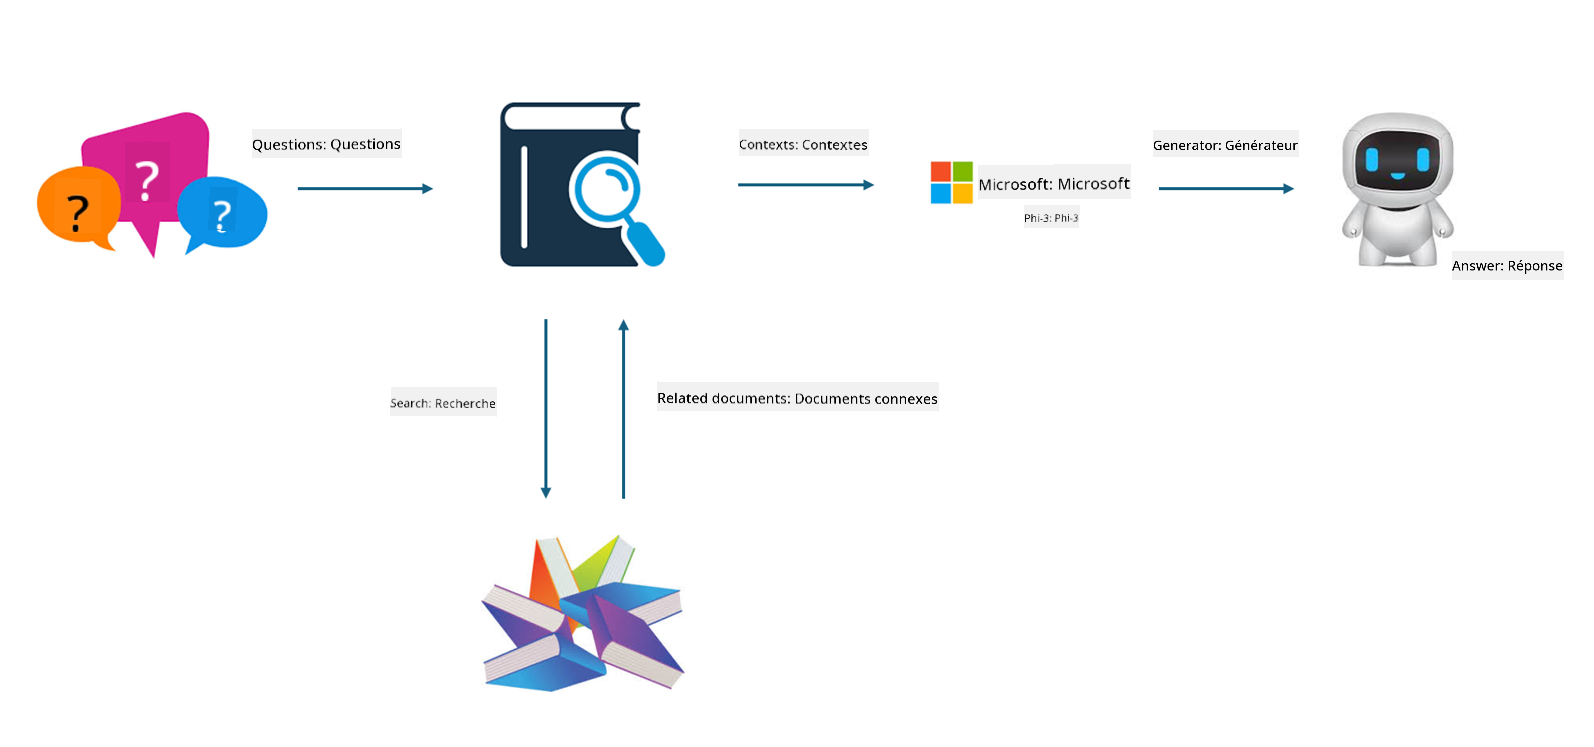 ?
?
?
Questions: Questions
Contexts: Contextes
Microsoft: Microsoft
Phi-3: Phi-3
Generator: Générateur
Answer: Réponse
Search: Recherche
Related documents: Documents connexes